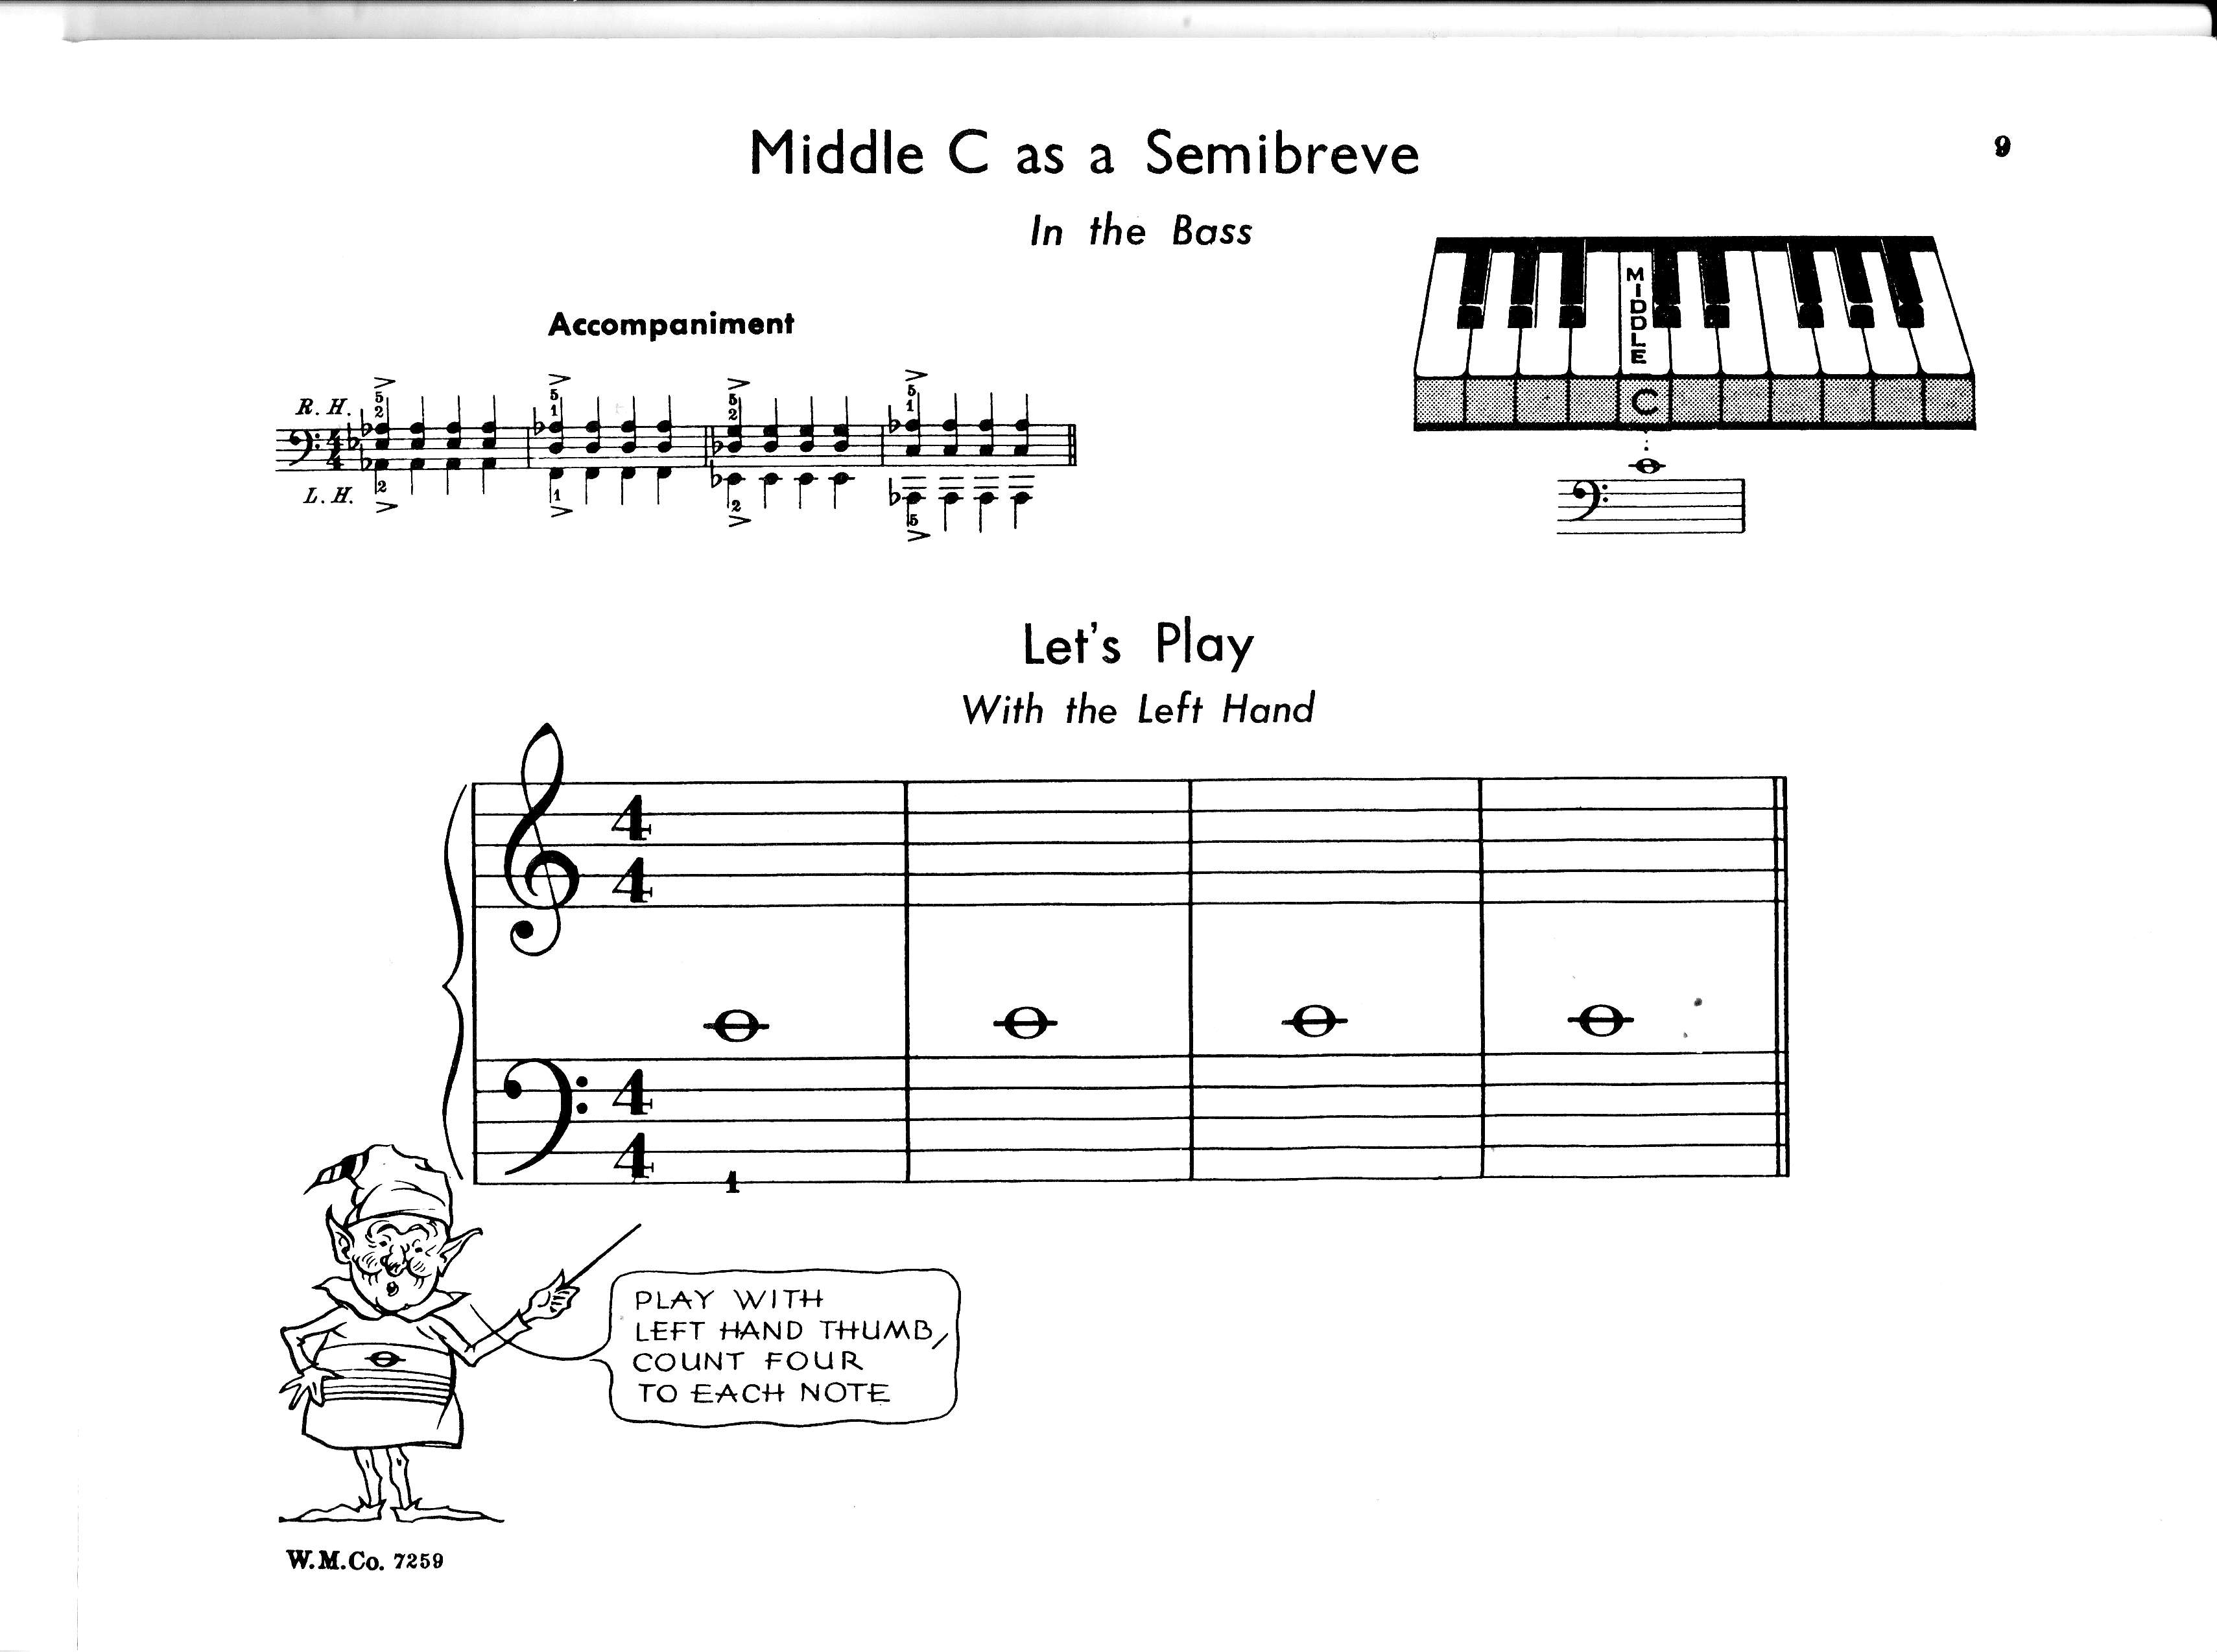 Middle C as a Semibreve
9
In the Bass
MIDDLE
C
Accompaniment
5 5 5 5
2 1 2 1
R. H.
4
4
L. H.
2 1 2 5
Let's Play
With the Left Hand
4
4
4
4
1
PLAY WITH
LEFT HAND THUMB,
COUNT FOUR
TO EACH NOTE
W.M.Co. 7259